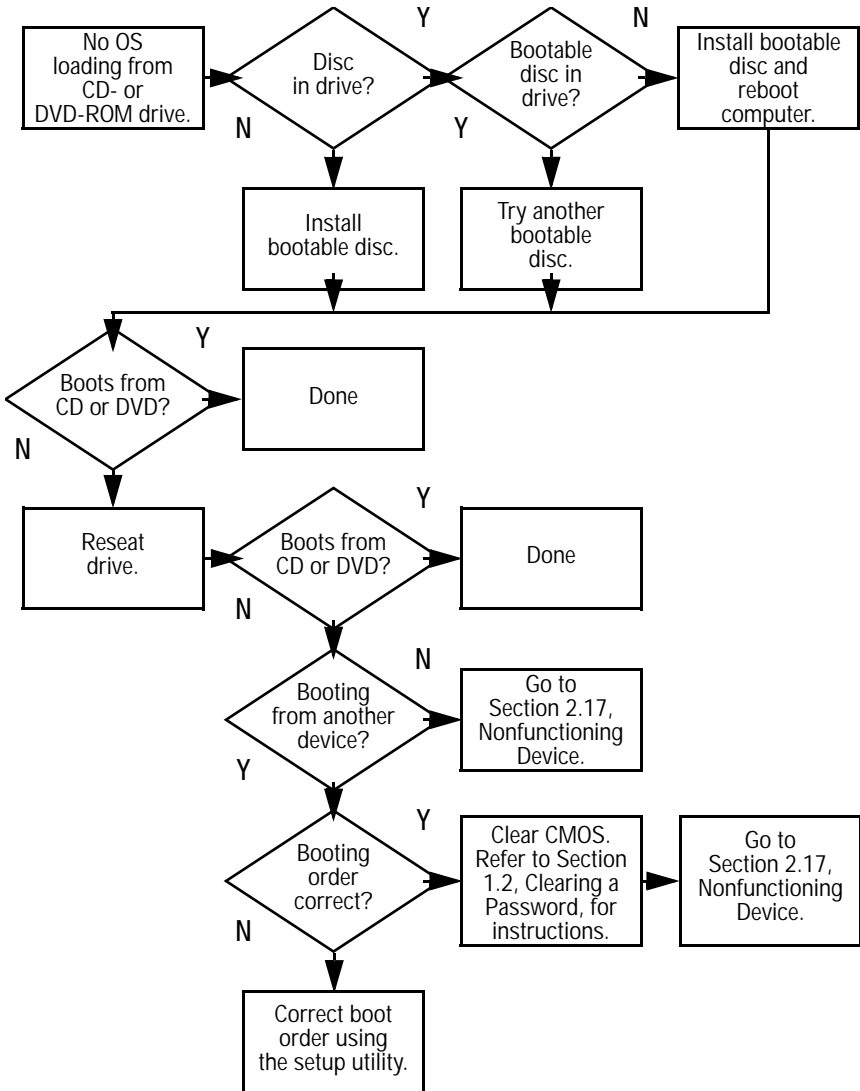 No OS
loading from
CD- or
DVD-ROM drive.
Disc
in drive?
Y
N
Bootable
disc in
drive?
N
Y
Install bootable
disc and
reboot
computer.
Install
bootable disc.
Try another
bootable
disc.
Boots from
CD or DVD?
Y
N
Done
Reseat
drive.
Boots from
CD or DVD?
Y
N
Done
Booting
from another
device?
N
Y
Go to
Section 2.17,
Nonfunctioning
Device.
Booting
order
correct?
Y
N
Clear CMOS.
Refer to Section
1.2, Clearing a
Password, for
instructions.
Go to
Section 2.17,
Nonfunctioning
Device.
Correct boot
order using
the setup utility.